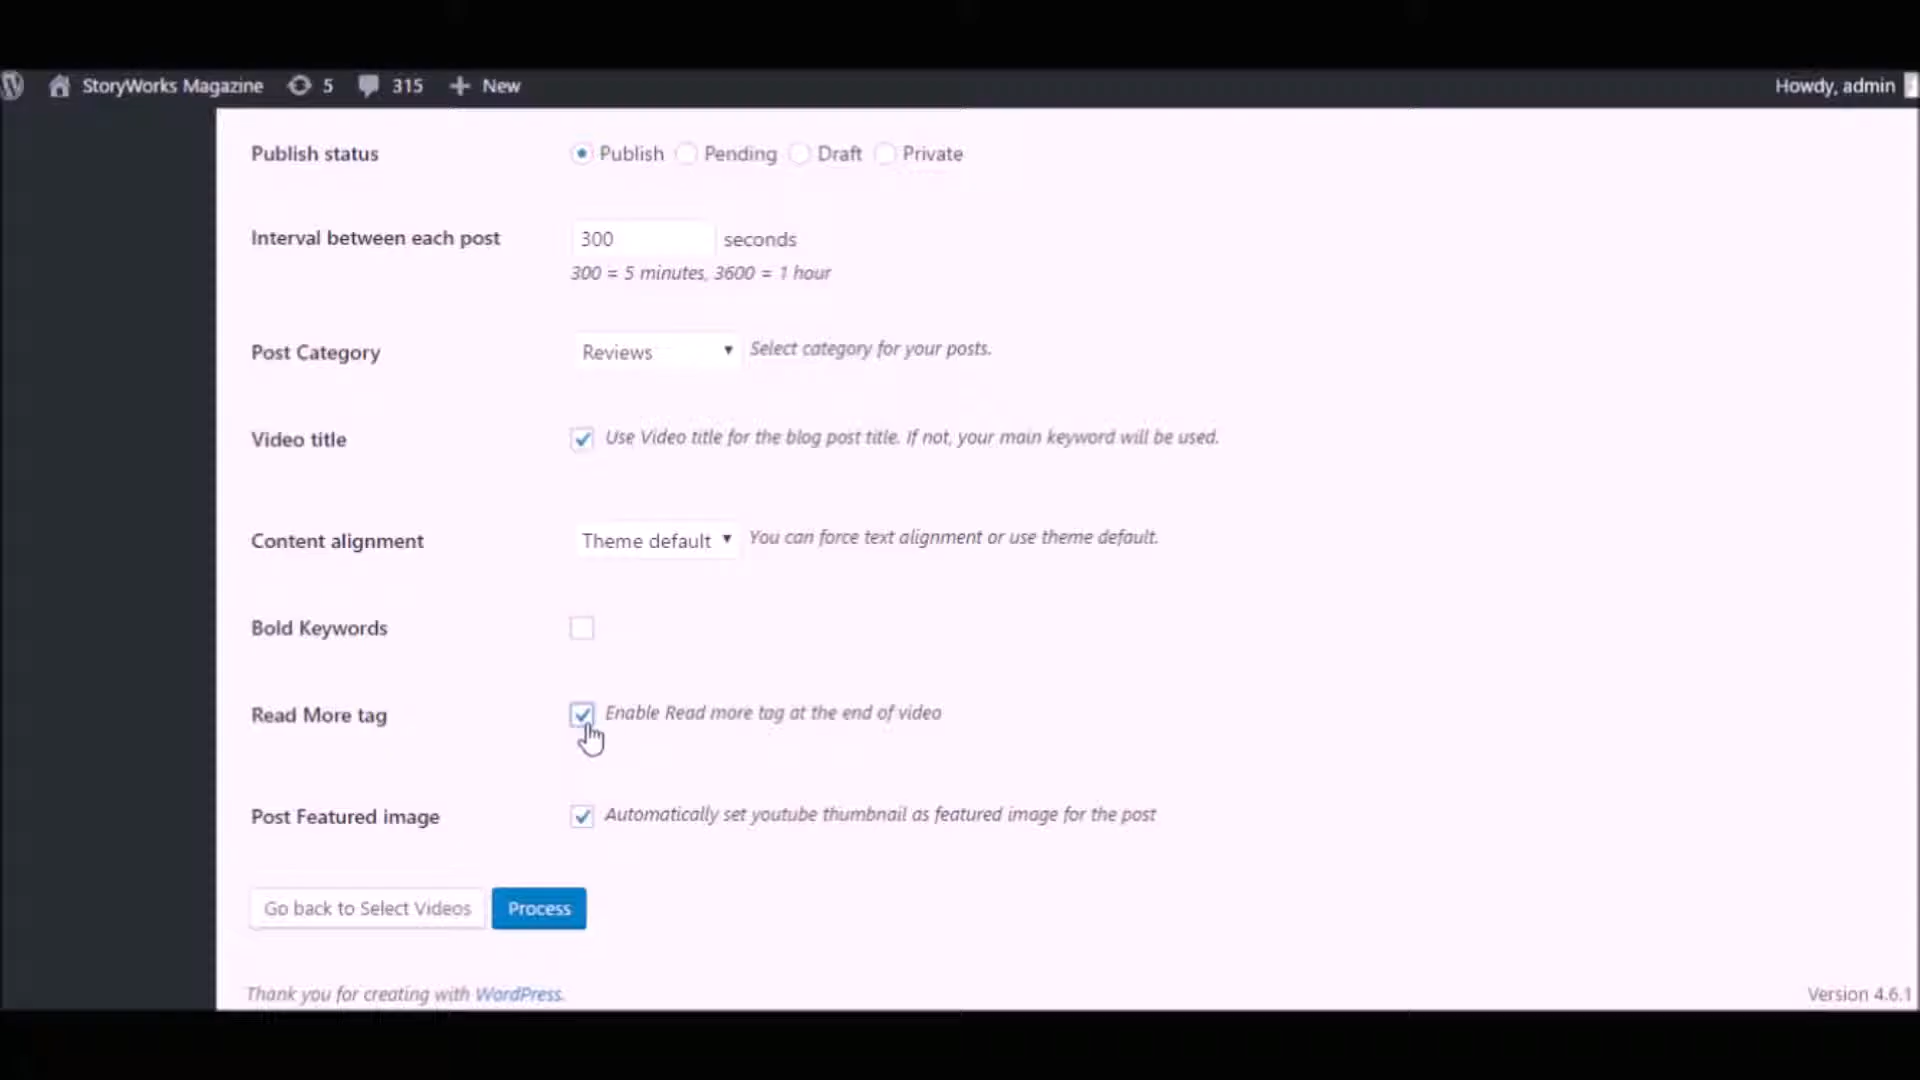 StoryWorks Magazine 5 315 New Howdy, admin
Publish status Publish Pending Draft Private
Interval between each post 300 seconds
300 = 5 minutes, 3600 = 1 hour
Post Category Reviews Select category for your posts.
Video title Use Video title for the blog post title. If not, your main keyword will be used.
Content alignment Theme default You can force text alignment or use theme default.
Bold Keywords
Read More tag Enable Read more tag at the end of video
Post Featured image Automatically set youtube thumbnail as featured image for the post
Go back to Select Videos Process
Thank you for creating with WordPress. Version 4.6.1